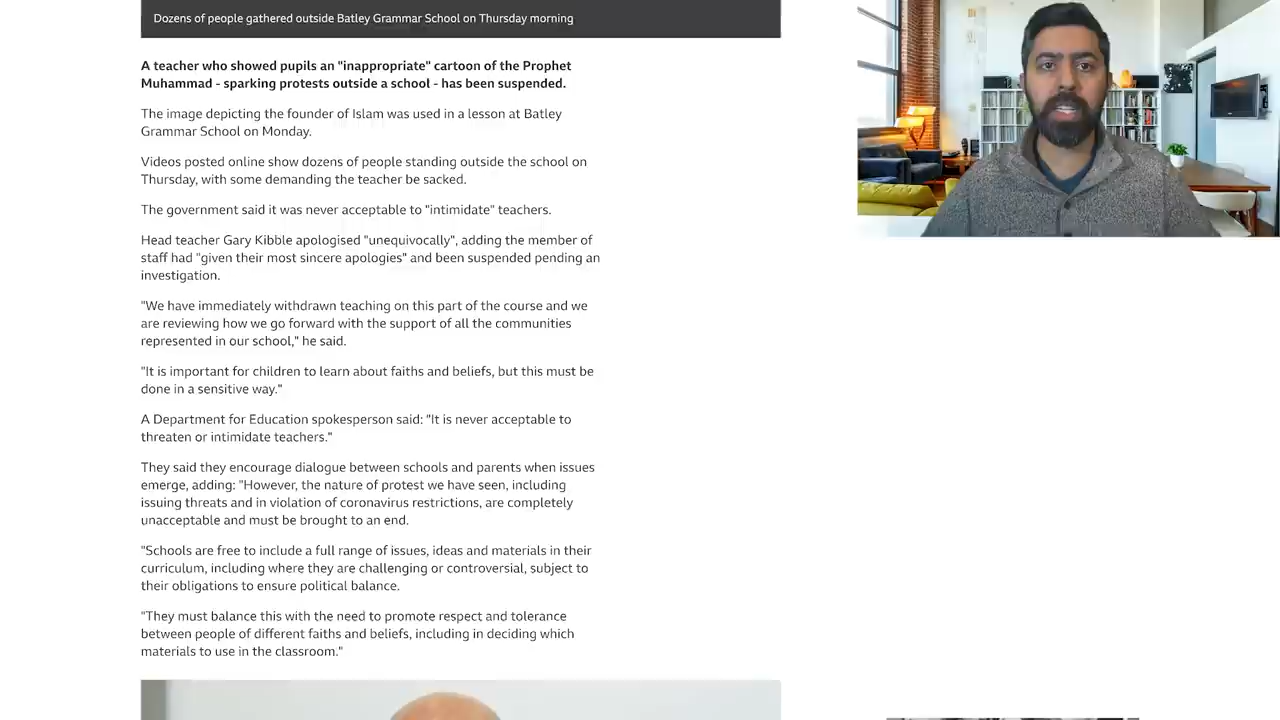 Dozens of people gathered outside Batley Grammar School on Thursday morning
A teacher who showed pupils an "inappropriate" cartoon of the Prophet
Muhammad - sparking protests outside a school - has been suspended.
The image depicting the founder of Islam was used in a lesson at Batley
Grammar School on Monday.
Videos posted online show dozens of people standing outside the school on
Thursday, with some demanding the teacher be sacked.
The government said it was never acceptable to "intimidate" teachers.
Head teacher Gary Kibble apologised "unequivocally", adding the member of
staff had "given their most sincere apologies" and been suspended pending an
investigation.
"We have immediately withdrawn teaching on this part of the course and we
are reviewing how we go forward with the support of all the communities
represented in our school," he said.
"It is important for children to learn about faiths and beliefs, but this must be
done in a sensitive way."
A Department for Education spokesperson said: "It is never acceptable to
threaten or intimidate teachers."
They said they encourage dialogue between schools and parents when issues
emerge, adding: "However, the nature of protest we have seen, including
issuing threats and in violation of coronavirus restrictions, are completely
unacceptable and must be brought to an end.
"Schools are free to include a full range of issues, ideas and materials in their
curriculum, including where they are challenging or controversial, subject to
their obligations to ensure political balance.
"They must balance this with the need to promote respect and tolerance
between people of different faiths and beliefs, including in deciding which
materials to use in the classroom."